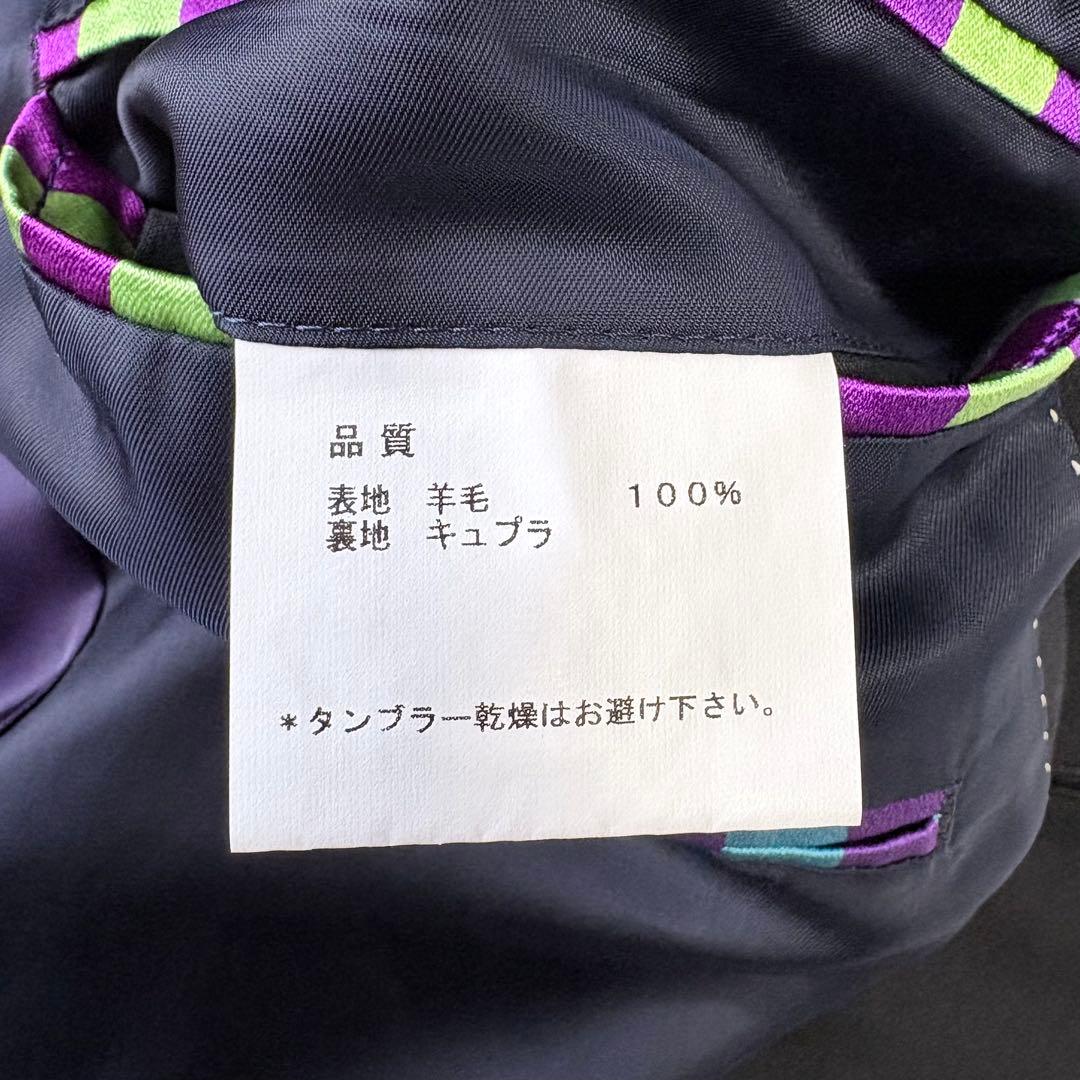 品質
表地 羊毛 100%
裏地 キュプラ
*タンブラー乾燥はお避け下さい。